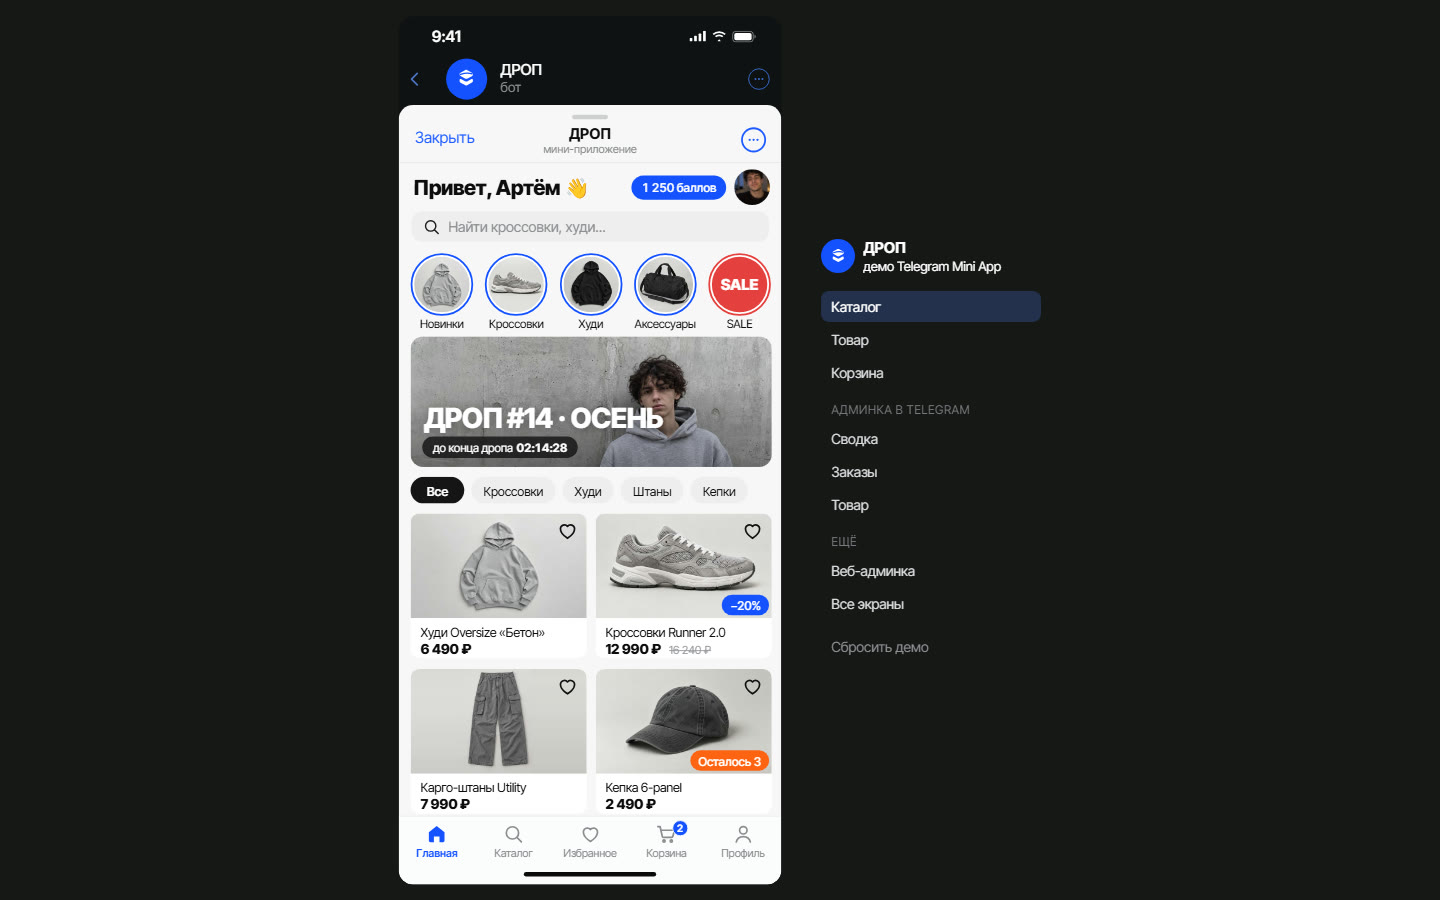 9:41
ДРОП
бот
Закрыть
ДРОП
мини-приложение
Привет, Артём 👋
1 250 баллов
Найти кроссовки, худи...
SALE
Новинки
Кроссовки
Худи
Аксессуары
SALE
ДРОП #14 · ОСЕНЬ
до конца дропа 02:14:28
Все
Кроссовки
Худи
Штаны
Кепки
Худи Oversize «Бетон»
6 490 ₽
−20%
Кроссовки Runner 2.0
12 990 ₽ 16 240 ₽
Карго-штаны Utility
7 990 ₽
Осталось 3
Кепка 6-panel
2 490 ₽
Главная
Каталог
Избранное
2
Корзина
Профиль
ДРОП
демо Telegram Mini App
Каталог
Товар
Корзина
АДМИНКА В TELEGRAM
Сводка
Заказы
Товар
ЕЩЁ
Веб-админка
Все экраны
Сбросить демо